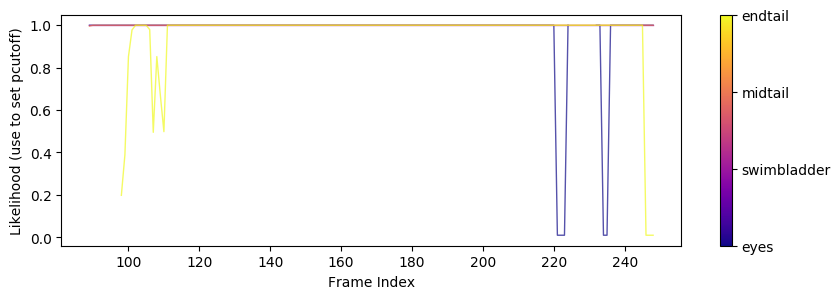 1.0
0.8
0.6
0.4
0.2
0.0
Likelihood (use to set pcutoff)
100
120
140
160
180
200
220
240
Frame Index
endtail
midtail
swimbladder
eyes